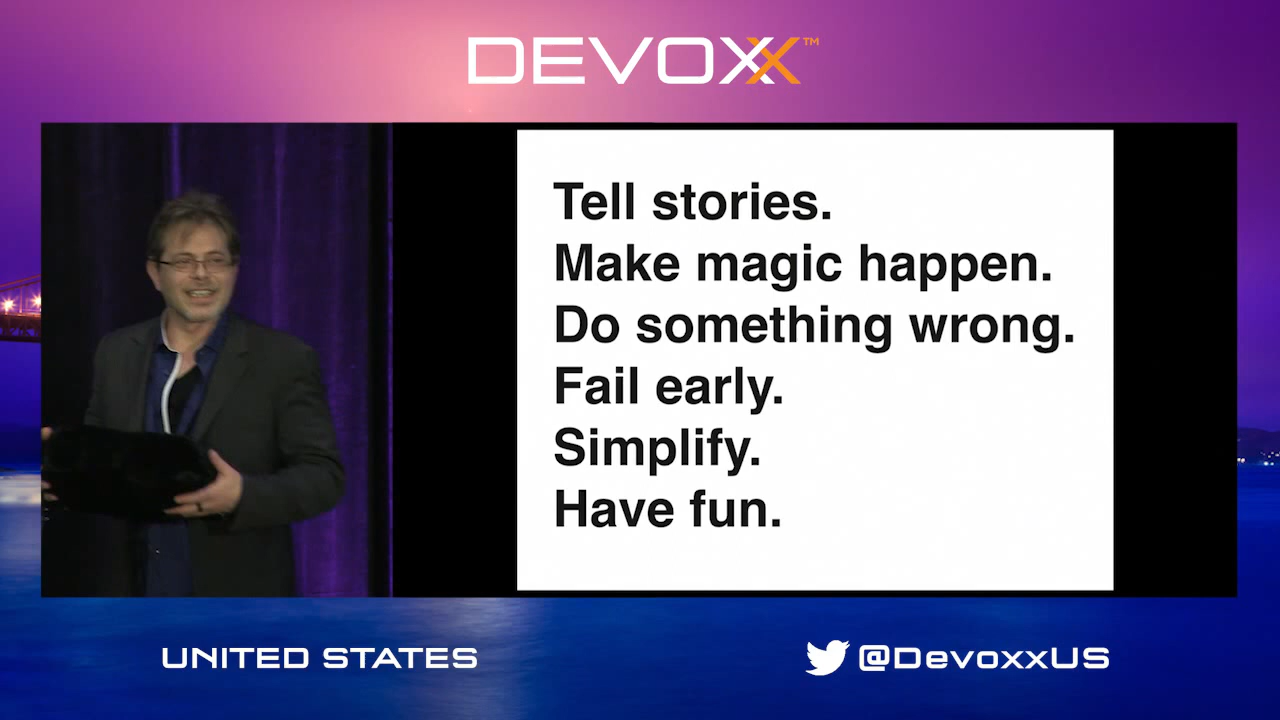 DEVOXX™
Tell stories.
Make magic happen.
Do something wrong.
Fail early.
Simplify.
Have fun.
UNITED STATES
@DevoxxUS